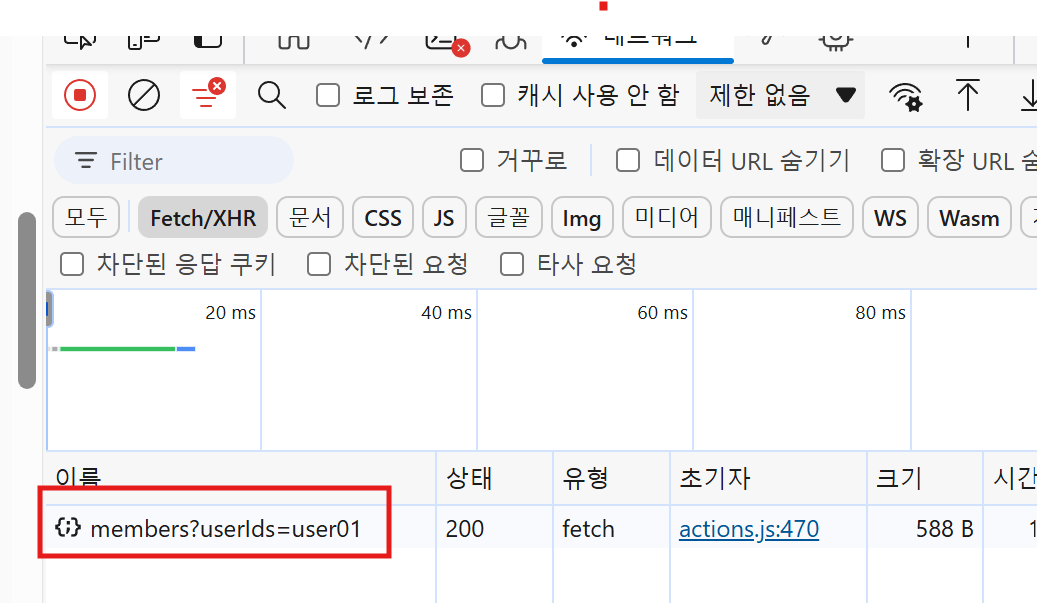 네트워크
로그 보존 캐시 사용 안 함 제한 없음
Filter 거꾸로 데이터 URL 숨기기 확장 URL 숨
모두 Fetch/XHR 문서 CSS JS 글꼴 Img 미디어 매니페스트 WS Wasm
차단된 응답 쿠키 차단된 요청 타사 요청
20 ms 40 ms 60 ms 80 ms
이름 상태 유형 초기자 크기 시간
members?userIds=user01 200 fetch actions.js:470 588 B 1